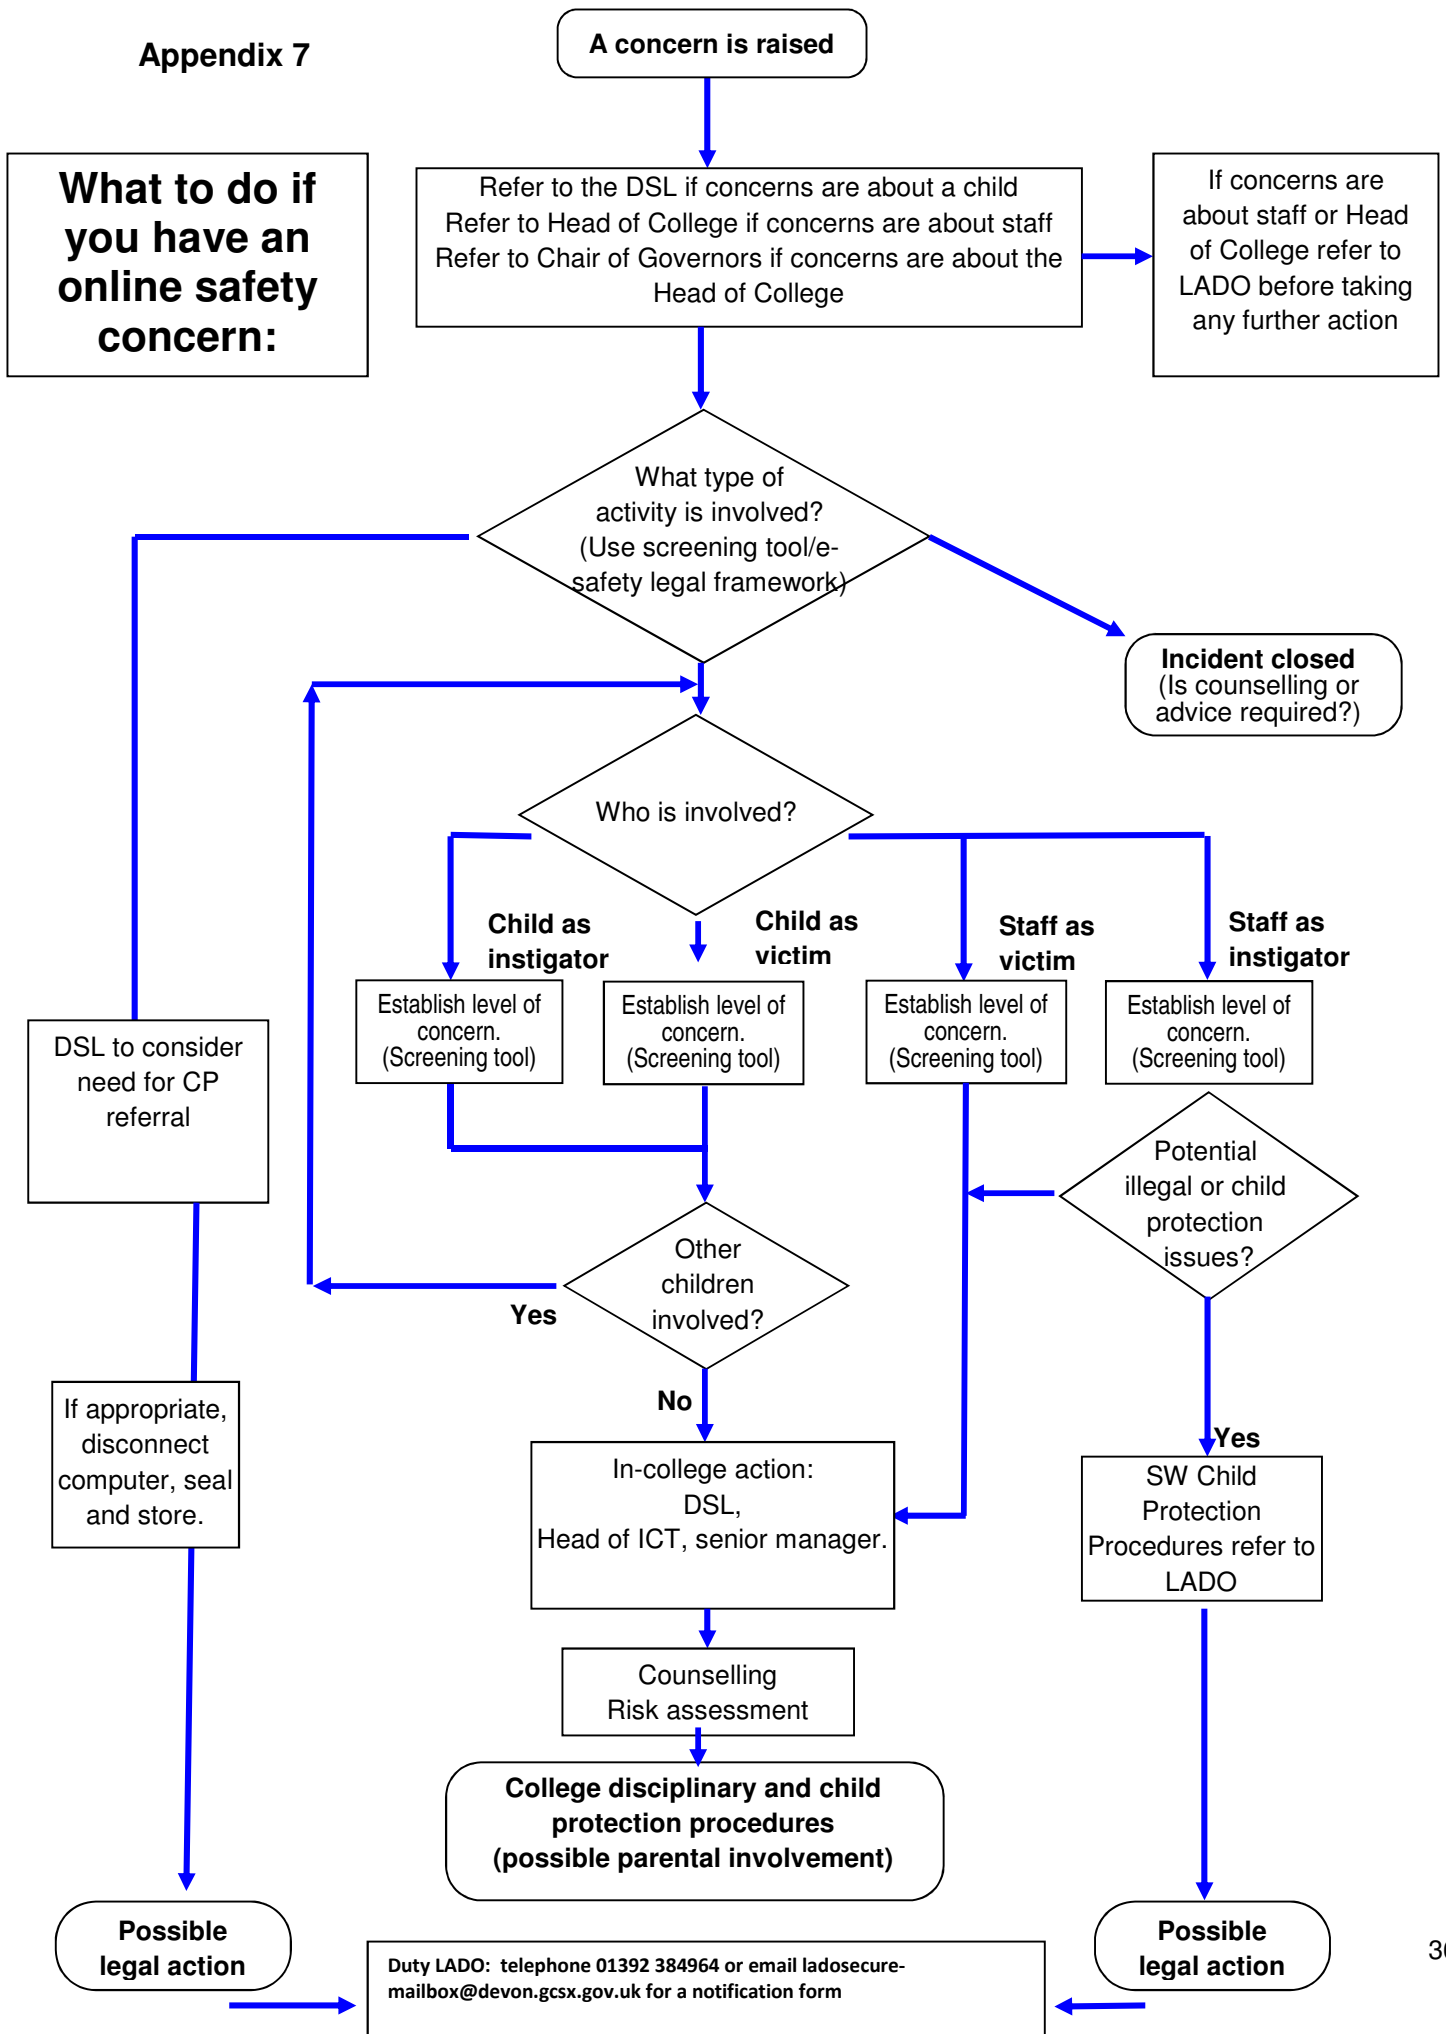 Appendix 7
A concern is raised
What to do if
you have an
online safety
concern:
Refer to the DSL if concerns are about a child
Refer to Head of College if concerns are about staff
Refer to Chair of Governors if concerns are about the
Head of College
If concerns are
about staff or Head
of College refer to
LADO before taking
any further action
What type of
activity is involved?
(Use screening tool/e-
safety legal framework)
Incident closed
(Is counselling or
advice required?)
Who is involved?
Child as
instigator
Child as
victim
Staff as
victim
Staff as
instigator
Establish level of
concern.
(Screening tool)
Establish level of
concern.
(Screening tool)
Establish level of
concern.
(Screening tool)
Establish level of
concern.
(Screening tool)
DSL to consider
need for CP
referral
Potential
illegal or child
protection
issues?
Other
children
involved?
Yes
No
If appropriate,
disconnect
computer, seal
and store.
In-college action:
DSL,
Head of ICT, senior manager.
Yes
SW Child
Protection
Procedures refer to
LADO
Counselling
Risk assessment
College disciplinary and child
protection procedures
(possible parental involvement)
Possible
legal action
Possible
legal action
Duty LADO:  telephone 01392 384964 or email ladosecure-
mailbox@devon.gcsx.gov.uk for a notification form